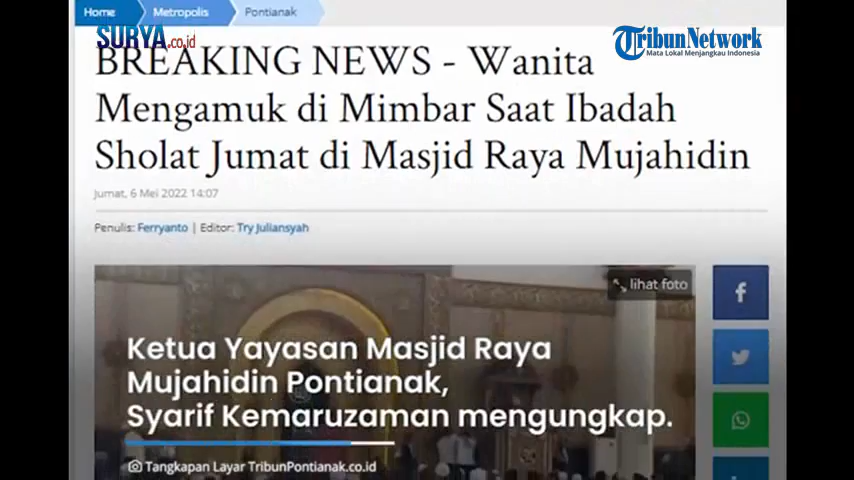 Home Metropolis Pontianak
SURYA.co.id
TribunNetwork
Mata Lokal Menjangkau Indonesia
BREAKING NEWS - Wanita
Mengamuk di Mimbar Saat Ibadah
Sholat Jumat di Masjid Raya Mujahidin
Jumat, 6 Mei 2022 14:07
Penulis: Ferryanto | Editor: Try Juliansyah
lihat foto
Ketua Yayasan Masjid Raya
Mujahidin Pontianak,
Syarif Kemaruzaman mengungkap.
Tangkapan Layar TribunPontianak.co.id